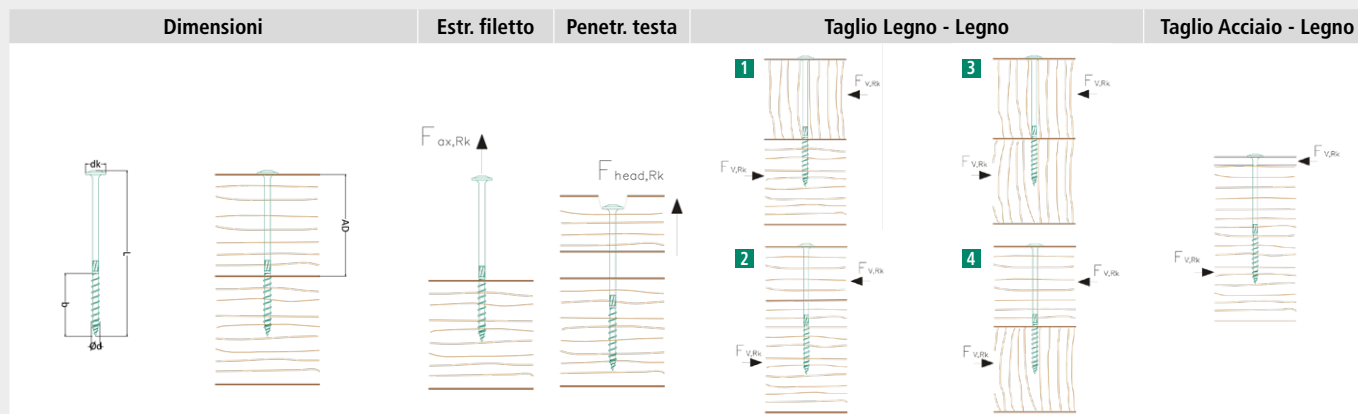 Dimensioni
Estr. filetto
Penetr. testa
Taglio Legno - Legno
Taglio Acciaio - Legno
dk
L
b
Ød
AD
F ax,Rk
F head,Rk
1
F V,Rk
F V,Rk
2
F V,Rk
F V,Rk
3
F V,Rk
F V,Rk
4
F V,Rk
F V,Rk
F V,Rk
F V,Rk